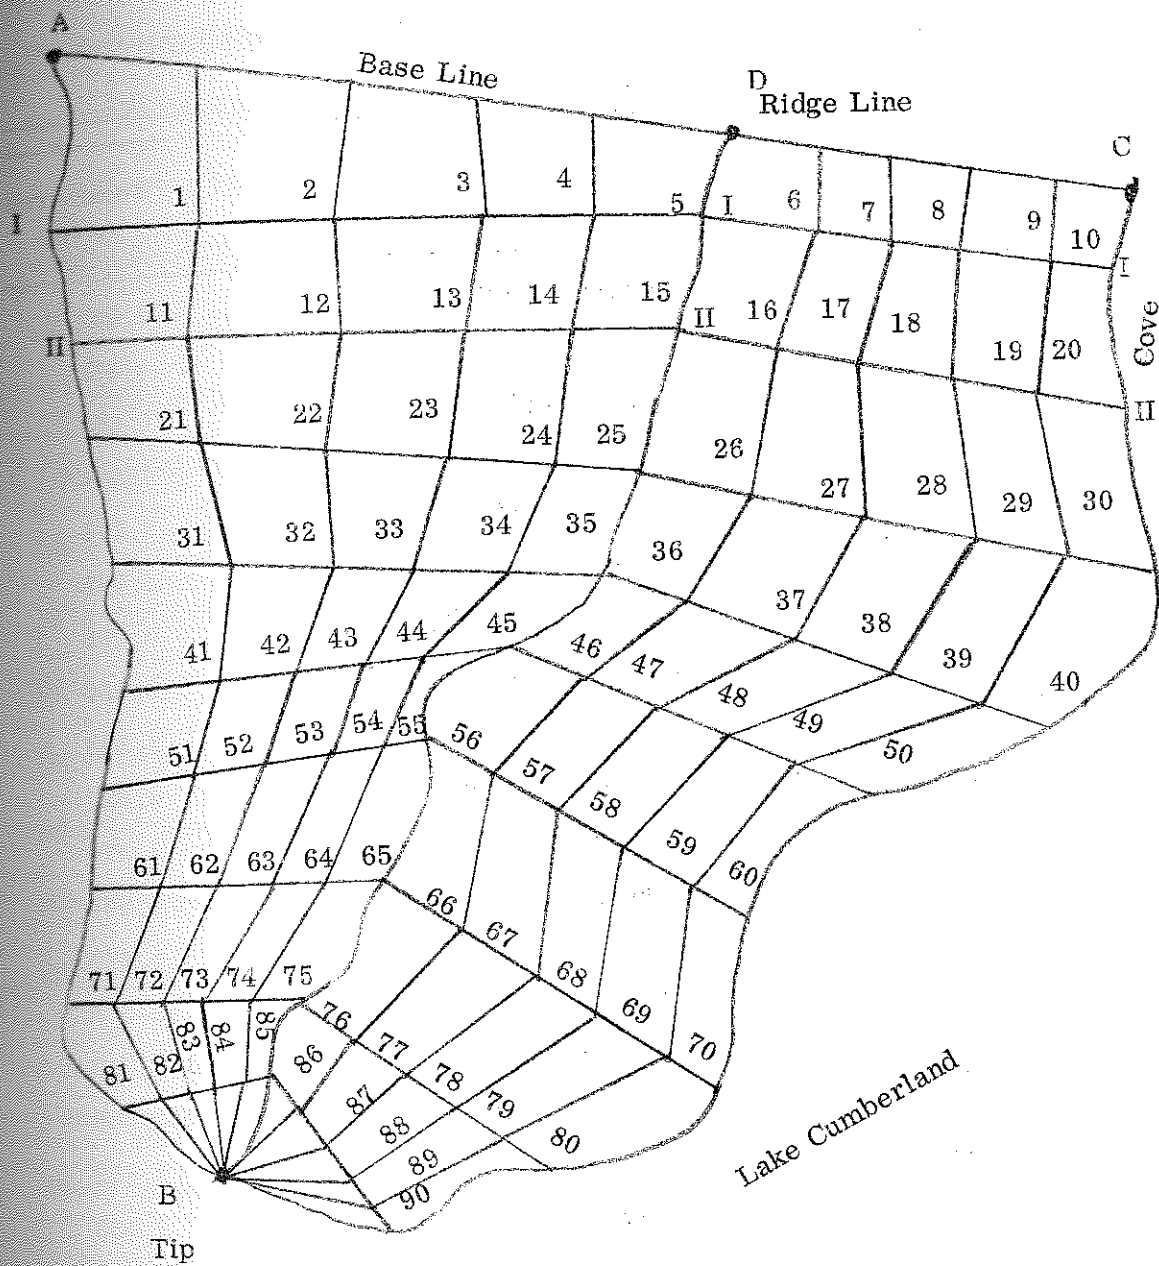 A
Base Line
D
Ridge Line
C
1 2 3 4 5 I 6 7 8 9 10
I
I
11 12 13 14 15 II 16 17 18 19 20
Cove
II
II
21 22 23 24 25 26 27 28 29 30
31 32 33 34 35 36 37 38 39 40
41 42 43 44 45 46 47 48 49 50
51 52 53 54 55 56 57 58 59 60
61 62 63 64 65 66 67 68 69 70
71 72 73 74 75 76 77 78 79 80
81 82 83 84 85 86 87 88 89 90
Lake Cumberland
B
Tip